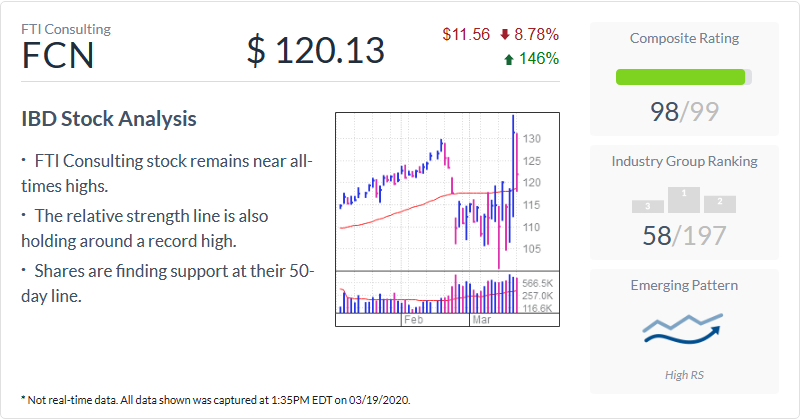 FTI Consulting
FCN
$ 120.13
$11.56 8.78%
146%
IBD Stock Analysis
· FTI Consulting stock remains near all-
times highs.
· The relative strength line is also
holding around a record high.
· Shares are finding support at their 50-
day line.
130
125
120
115
110
105
566.5K
257.0K
116.6K
Feb
Mar
Composite Rating
98/99
Industry Group Ranking
3
1
2
58/197
Emerging Pattern
High RS
* Not real-time data. All data shown was captured at 1:35PM EDT on 03/19/2020.